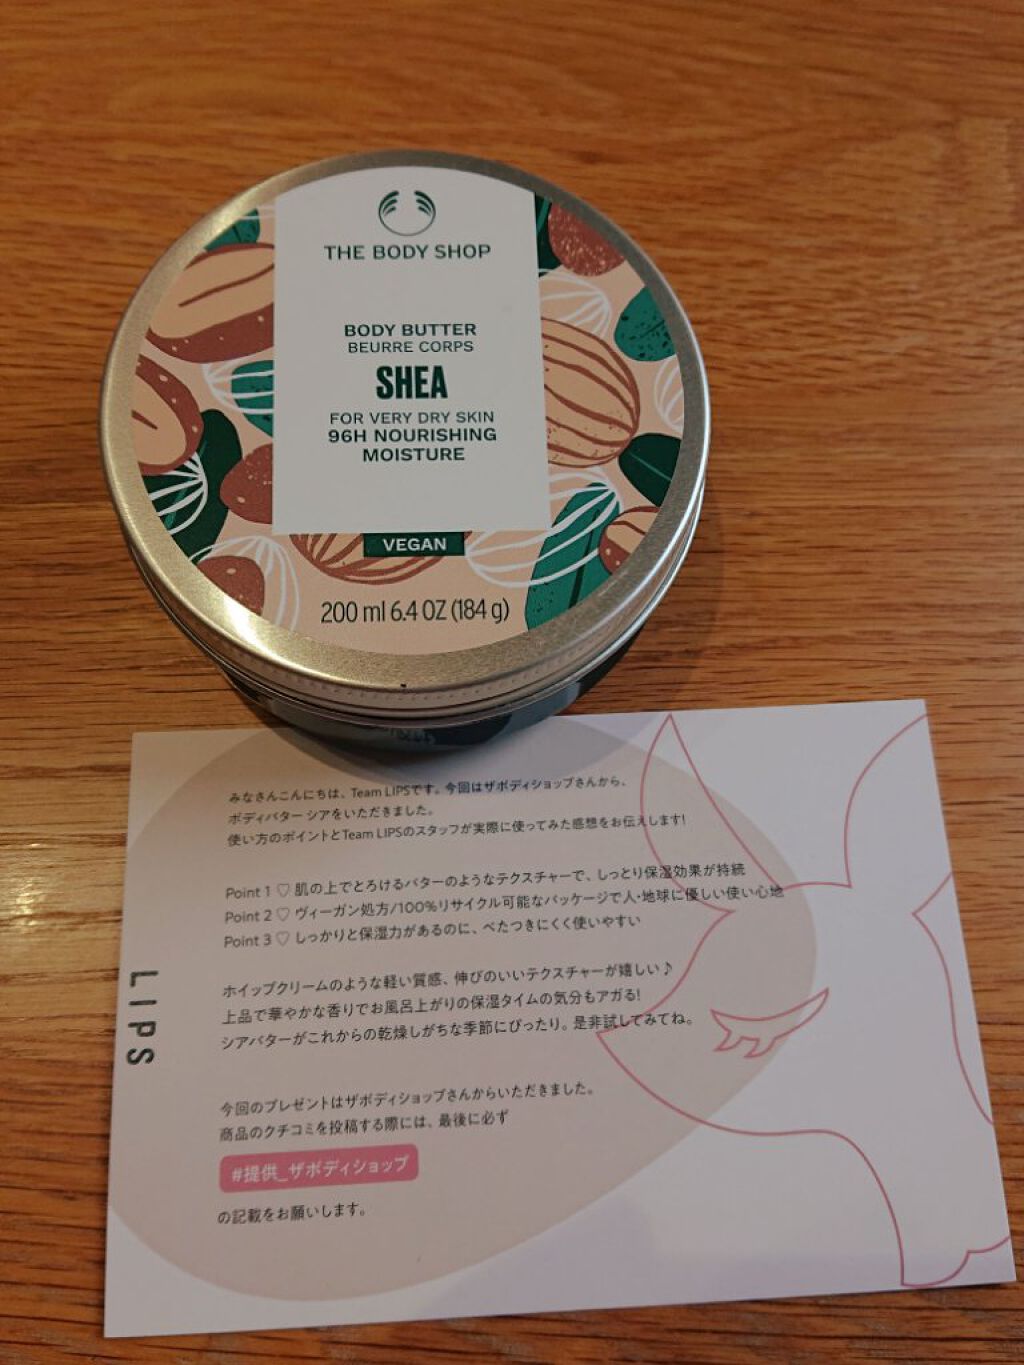 THE BODY SHOP
BODY BUTTER
BEURRE CORPS
SHEA
FOR VERY DRY SKIN
96H NOURISHING
MOISTURE
VEGAN
200 ml 6.4 OZ (184 g)
みなさんこんにちは、Team LIPSです。今回はザボディショップさんから、
ボディバター シアをいただきました。
使い方のポイントとTeam LIPSのスタッフが実際に使ってみた感想をお伝えします!
Point 1 ♡ 肌の上でとろけるバターのようなテクスチャーで、しっとり保湿効果が持続
Point 2 ♡ ヴィーガン処方/100%リサイクル可能なパッケージで人・地球に優しい使い心地
Point 3 ♡ しっかりと保湿力があるのに、べたつきにくく使いやすい
ホイップクリームのような軽い質感、伸びのいいテクスチャーが嬉しい♪
上品で華やかな香りでお風呂上がりの保湿タイムの気分もアガる!
シアバターがこれからの乾燥しがちな季節にぴったり。是非試してみてね。
今回のプレゼントはザボディショップさんからいただきました。
商品のクチコミを投稿する際には、最後に必ず
#提供_ザボディショップ
の記載をお願いします。
LIPS